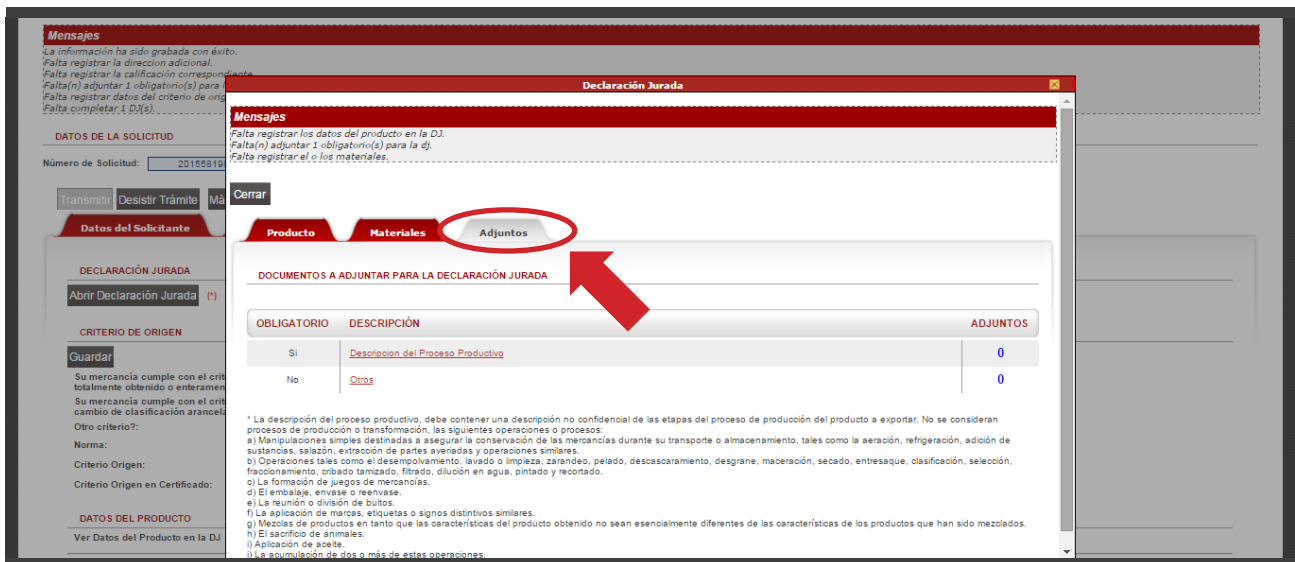 Mensajes
La información ha sido grabada con éxito.
Falta registrar la direccion adicional.
Falta registrar la calificación correspondiente
Falta(n) adjuntar 1 obligatorio(s) para
Falta registrar datos del criterio de
Falta completar 1 DJ(s).
DATOS DE LA SOLICITUD
Número de Solicitud:
Transmitir Desistir Trámite
Datos del Solicitante
DECLARACIÓN JURADA
Abrir Declaración Jurada (*)
CRITERIO DE ORIGEN
Guardar
Su mercancía cumple con el
totalmente obtenido o
Su mercancía cumple con el
cambio de clasificación
Otro criterio?:
Norma:
Criterio Origen:
Criterio Origen en Certificado:
DATOS DEL PRODUCTO
Ver Datos del Producto en la DJ
Declaración Jurada
Mensajes
Falta registrar los datos del producto en la DJ.
Falta(n) adjuntar 1 obligatorio(s) para la dj.
Falta registrar el o los materiales.
Cerrar
Producto Materiales Adjuntos
DOCUMENTOS A ADJUNTAR PARA LA DECLARACIÓN JURADA
OBLIGATORIO DESCRIPCIÓN ADJUNTOS
Si Descripcion del Proceso Productivo 0
No Otros 0
* La descripción del proceso productivo, debe contener una descripción no confidencial de las etapas del proceso de producción del producto a exportar. No se consideran
procesos de producción o transformación, las siguientes operaciones o procesos:
a) Manipulaciones simples destinadas a asegurar la conservación de las mercancías durante su transporte o almacenamiento, tales como la aeración, refrigeración, adición de
sustancias, salazón, extracción de partes averiadas y operaciones similares.
b) Operaciones tales como el desempolvamiento, lavado o limpieza, zarandeo, pelado, descascaramiento, desgrane, maceración, secado, entresaque, clasificación, selección,
fraccionamiento, cribado tamizado, filtrado, dilución en agua, pintado y recortado.
c) La formación de juegos de mercancías.
d) El embalaje, envase o reenvase.
e) La reunión o división de bultos.
f) La aplicación de marcas, etiquetas o signos distintivos similares.
g) Mezclas de productos en tanto que las características del producto obtenido no sean esencialmente diferentes de las características de los productos que han sido mezclados.
h) El sacrificio de animales.
i) Aplicación de aceite.
j) La acumulación de dos o más de estas operaciones.